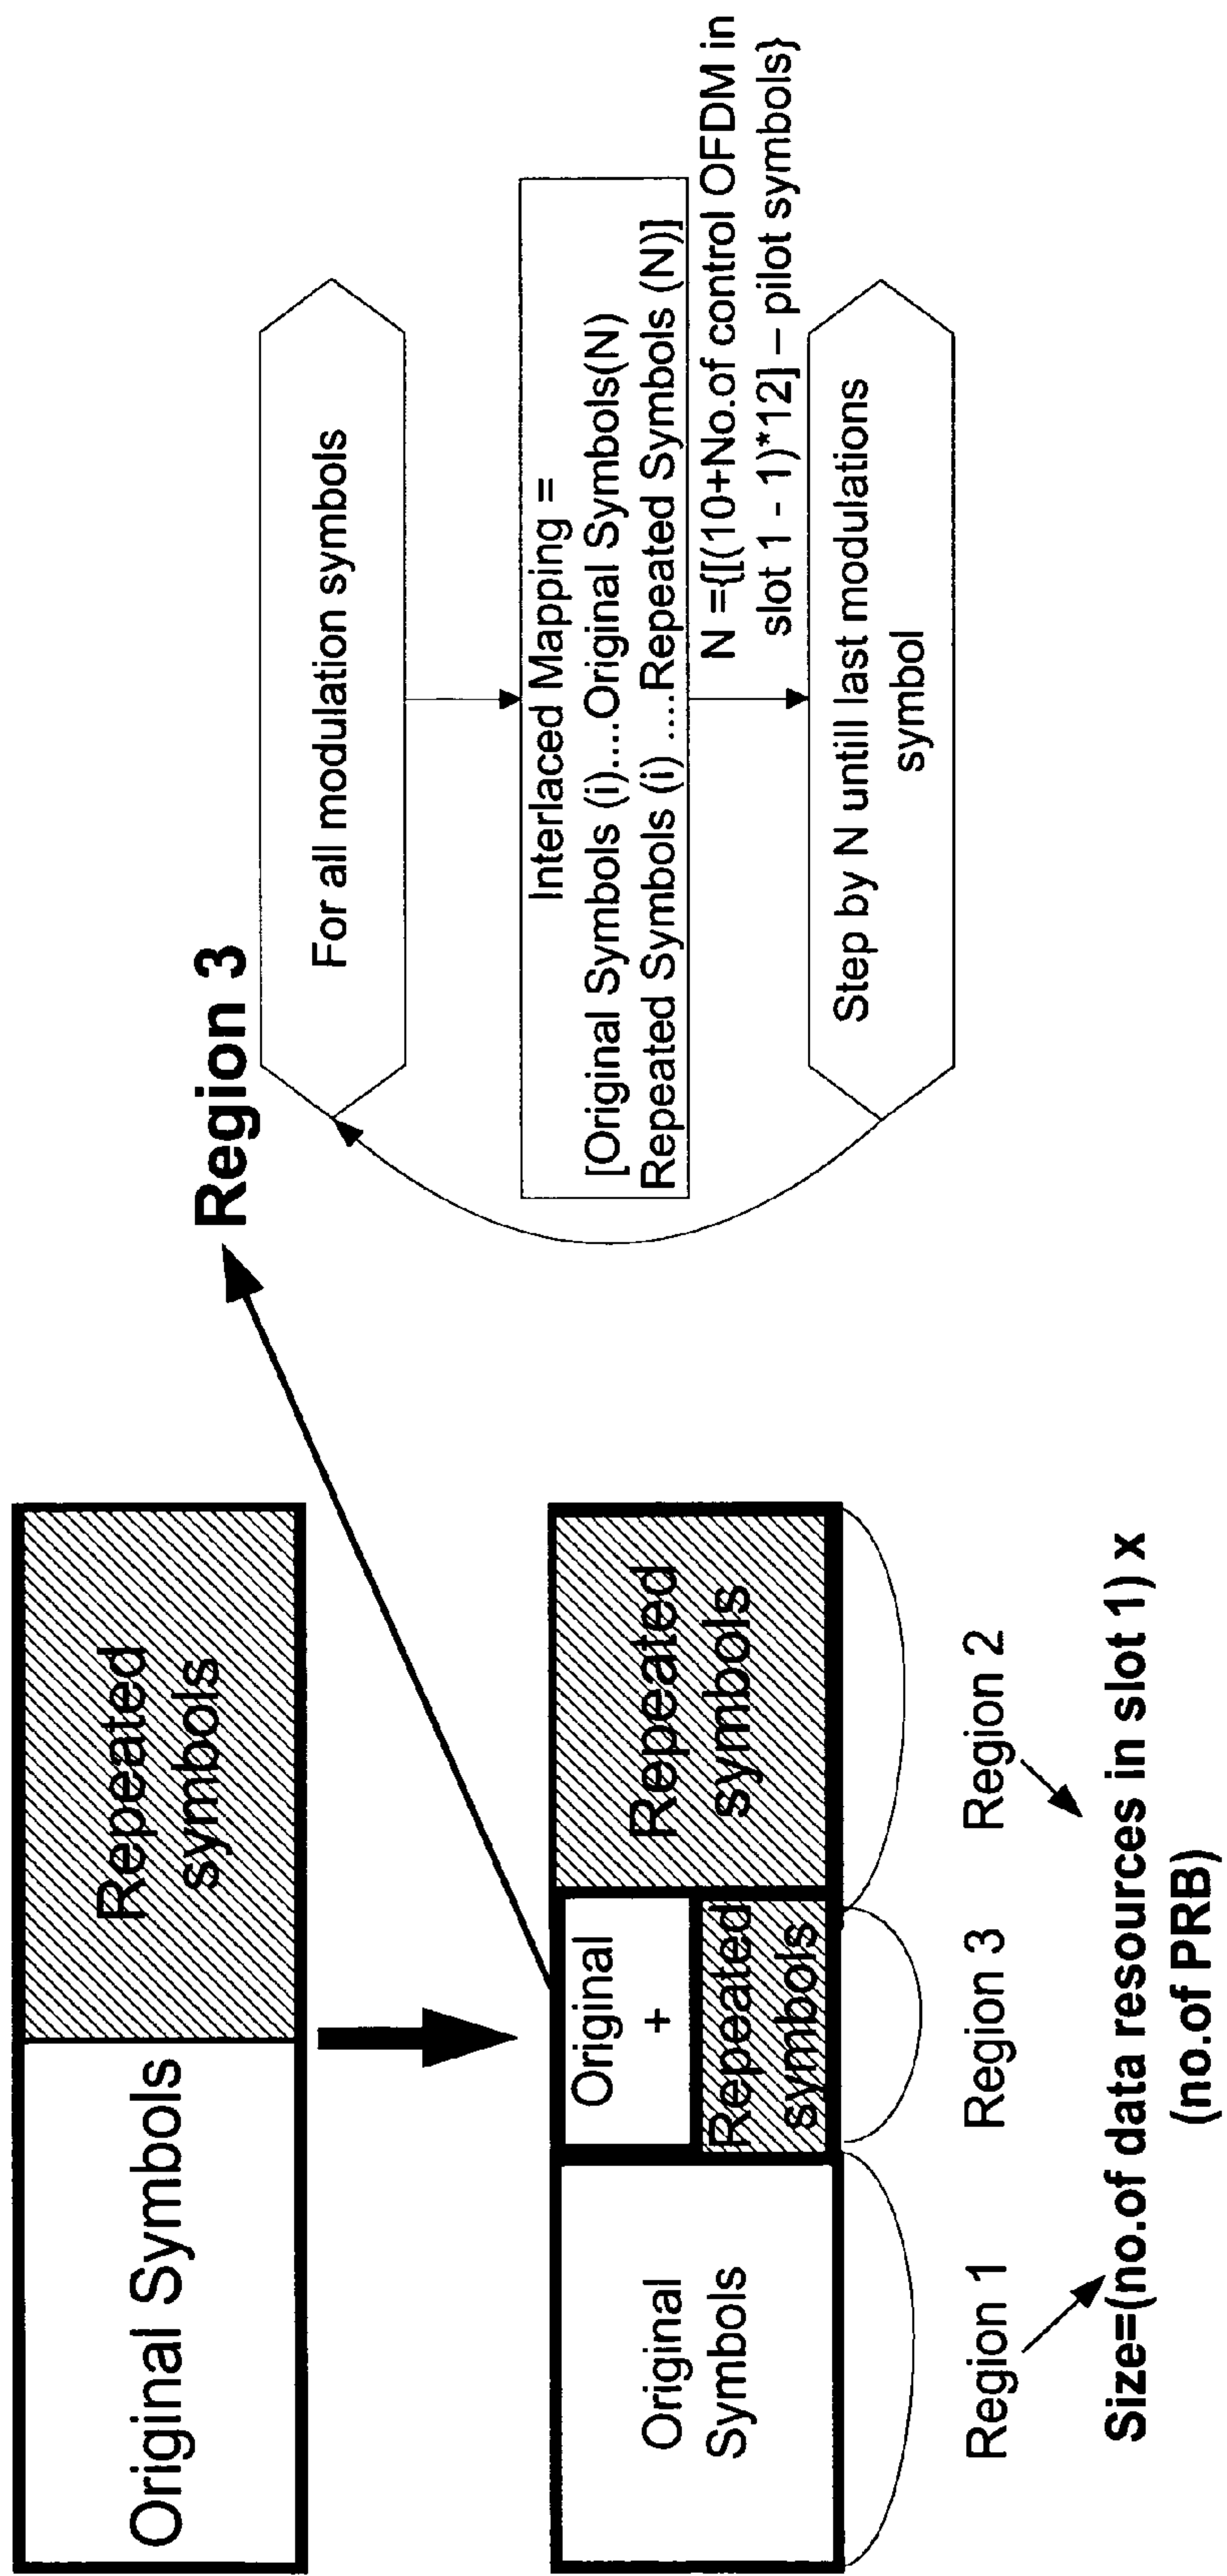 Original Symbols
Repeated
symbols
Original
Symbols
Original
+
Repeated
symbols
Repeated
symbols
Region 1
Region 3
Region 2
Size=(no.of data resources in slot 1) x
(no.of PRB)
Region 3
For all modulation symbols
Interlaced Mapping =
[Original Symbols (i)....Original Symbols(N)
Repeated Symbols (i) ....Repeated Symbols (N)]
N ={[(10+No.of control OFDM in
slot 1 - 1)*12] – pilot symbols}
Step by N untill last modulations
symbol